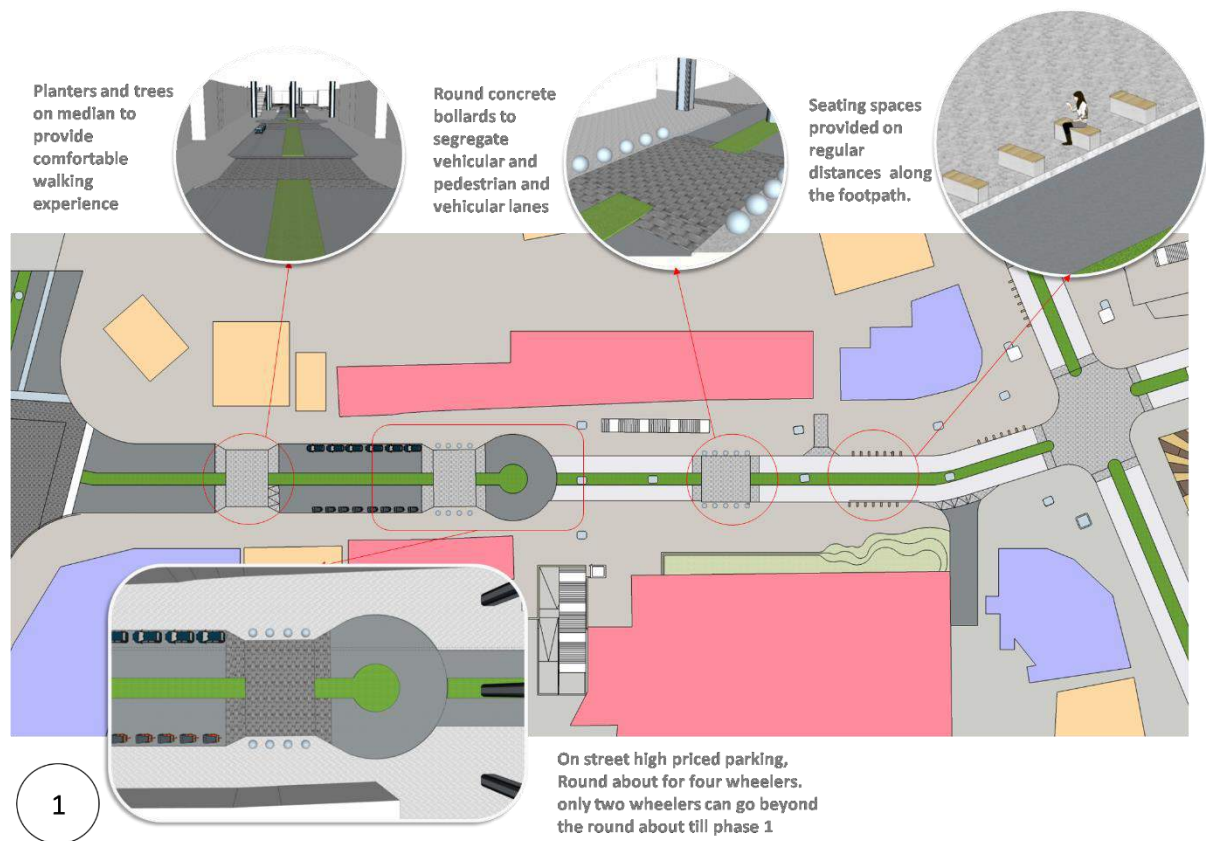 Planters and trees
on median to
provide
comfortable
walking
experience
Round concrete
bollards to
segregate
vehicular and
pedestrian and
vehicular lanes
Seating spaces
provided on
regular
distances along
the footpath.
On street high priced parking,
Round about for four wheelers.
only two wheelers can go beyond
the round about till phase 1
1